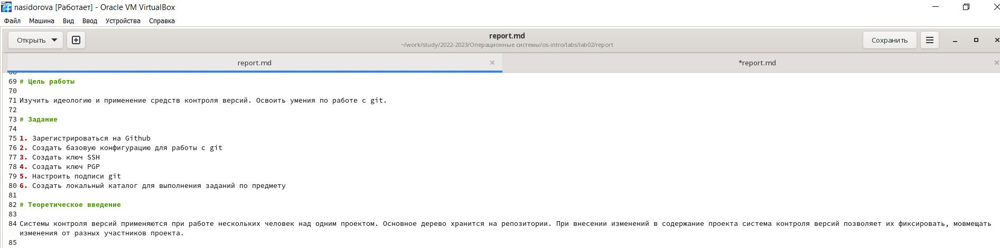 nasidorova [Работает] - Oracle VM VirtualBox
Файл Машина Вид Ввод Устройства Справка
Открыть report.md Сохранить
~/work/study/2022-2023/Операционные системы/os-intro/labs/lab02/report
report.md *report.md
68
69 # Цель работы
70
71 Изучить идеологию и применение средств контроля версий. Освоить умения по работе с git.
72
73 # Задание
74
75 1. Зарегистрироваться на Github
76 2. Создать базовую конфигурацию для работы с git
77 3. Создать ключ SSH
78 4. Создать ключ PGP
79 5. Настроить подписи git
80 6. Создать локальный каталог для выполнения заданий по предмету
81
82 # Теоретическое введение
83
84 Системы контроля версий применяются при работе нескольких человек над одним проектом. Основное дерево хранится на репозитории. При внесении изменений в содержание проекта система контроля версий позволяет их фиксировать, мовмещать
изменения от разных участников проекта.
85